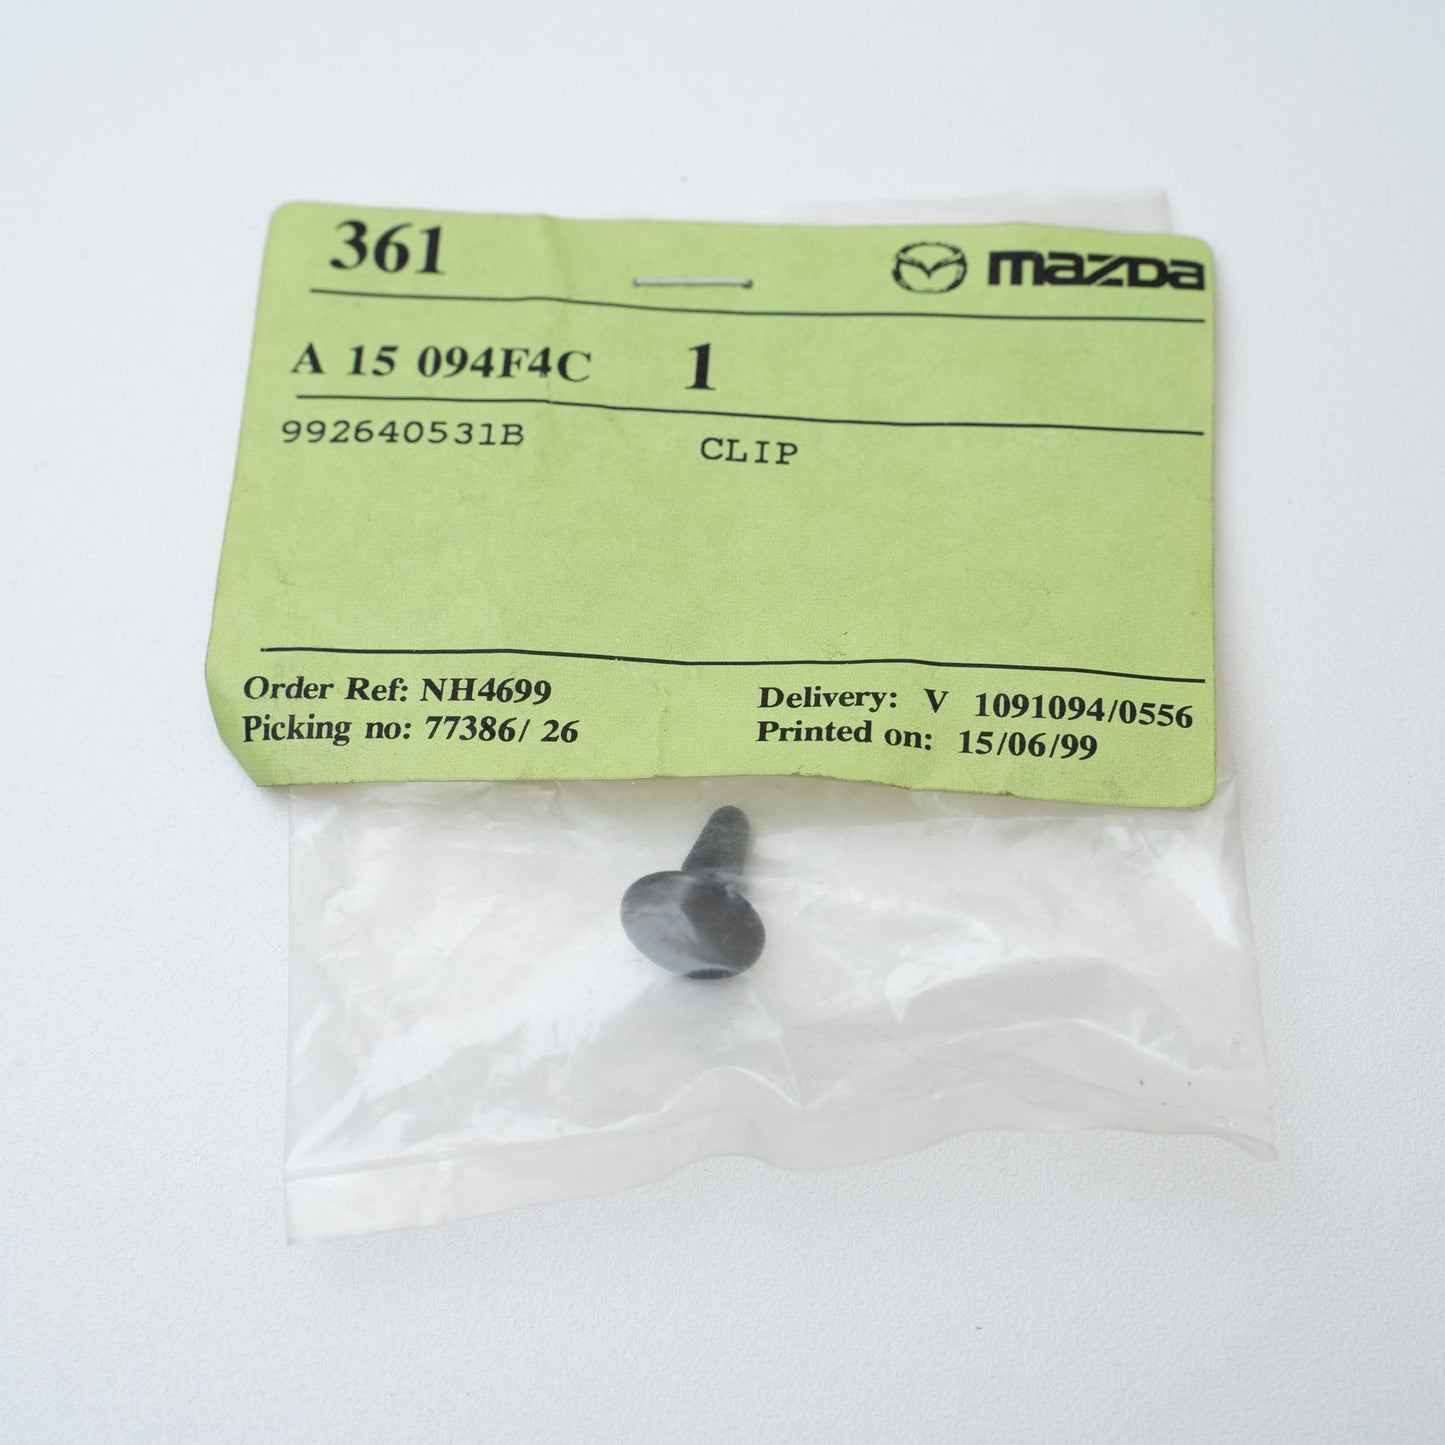 361
mazda
A 15 094F4C 1
992640531B CLIP
Order Ref: NH4699 Delivery: V 1091094/0556
Picking no: 77386/ 26 Printed on: 15/06/99